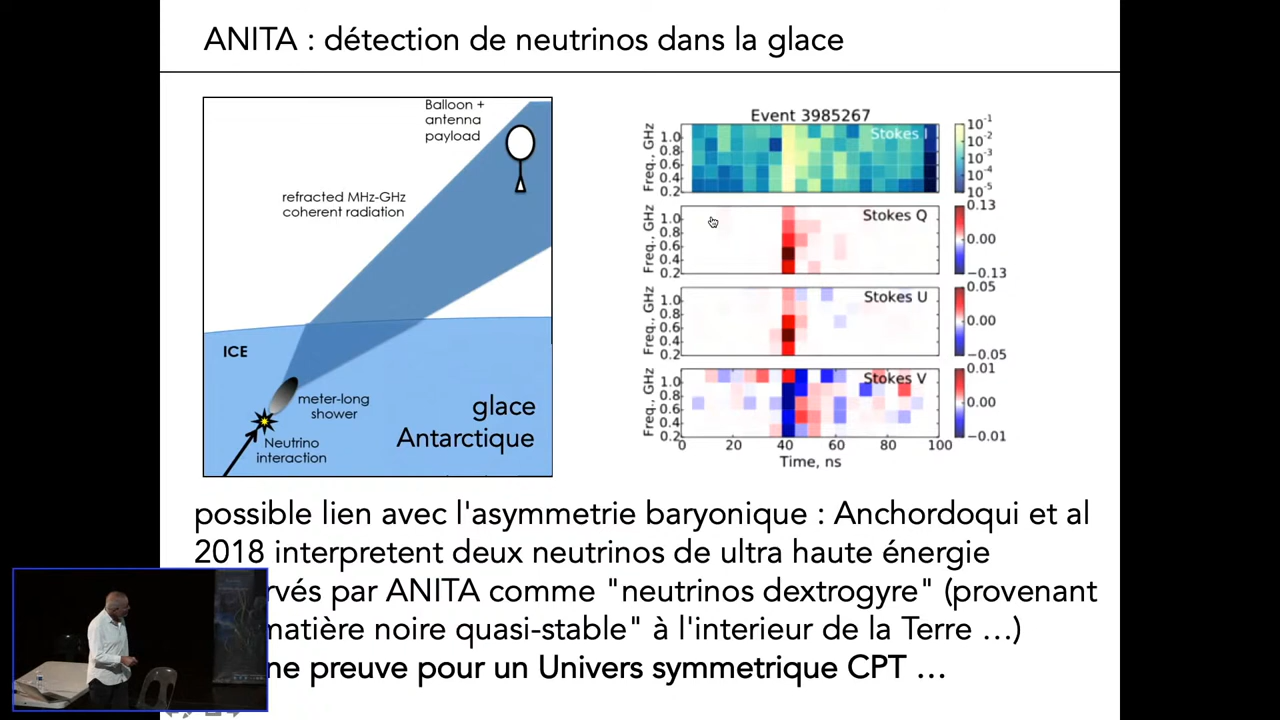 ANITA : détection de neutrinos dans la glace
Balloon +
antenna
payload
refracted MHz-GHz
coherent radiation
ICE
meter-long
shower
Neutrino
interaction
glace
Antarctique
Event 3985267
Stokes I
Freq., GHz
1.0
0.8
0.6
0.4
0.2
10⁻¹
10⁻²
10⁻³
10⁻⁴
10⁻⁵
Stokes Q
Freq., GHz
1.0
0.8
0.6
0.4
0.2
0.13
0.00
−0.13
Stokes U
Freq., GHz
1.0
0.8
0.6
0.4
0.2
0.05
0.00
−0.05
Stokes V
Freq., GHz
1.0
0.8
0.6
0.4
0.2
0.01
0.00
−0.01
0 20 40 60 80 100
Time, ns
possible lien avec l'asymmetrie baryonique : Anchordoqui et al
2018 interpretent deux neutrinos de ultra haute énergie
rvés par ANITA comme "neutrinos dextrogyre" (provenant
matière noire quasi-stable" à l'interieur de la Terre ...)
ne preuve pour un Univers symmetrique CPT ...